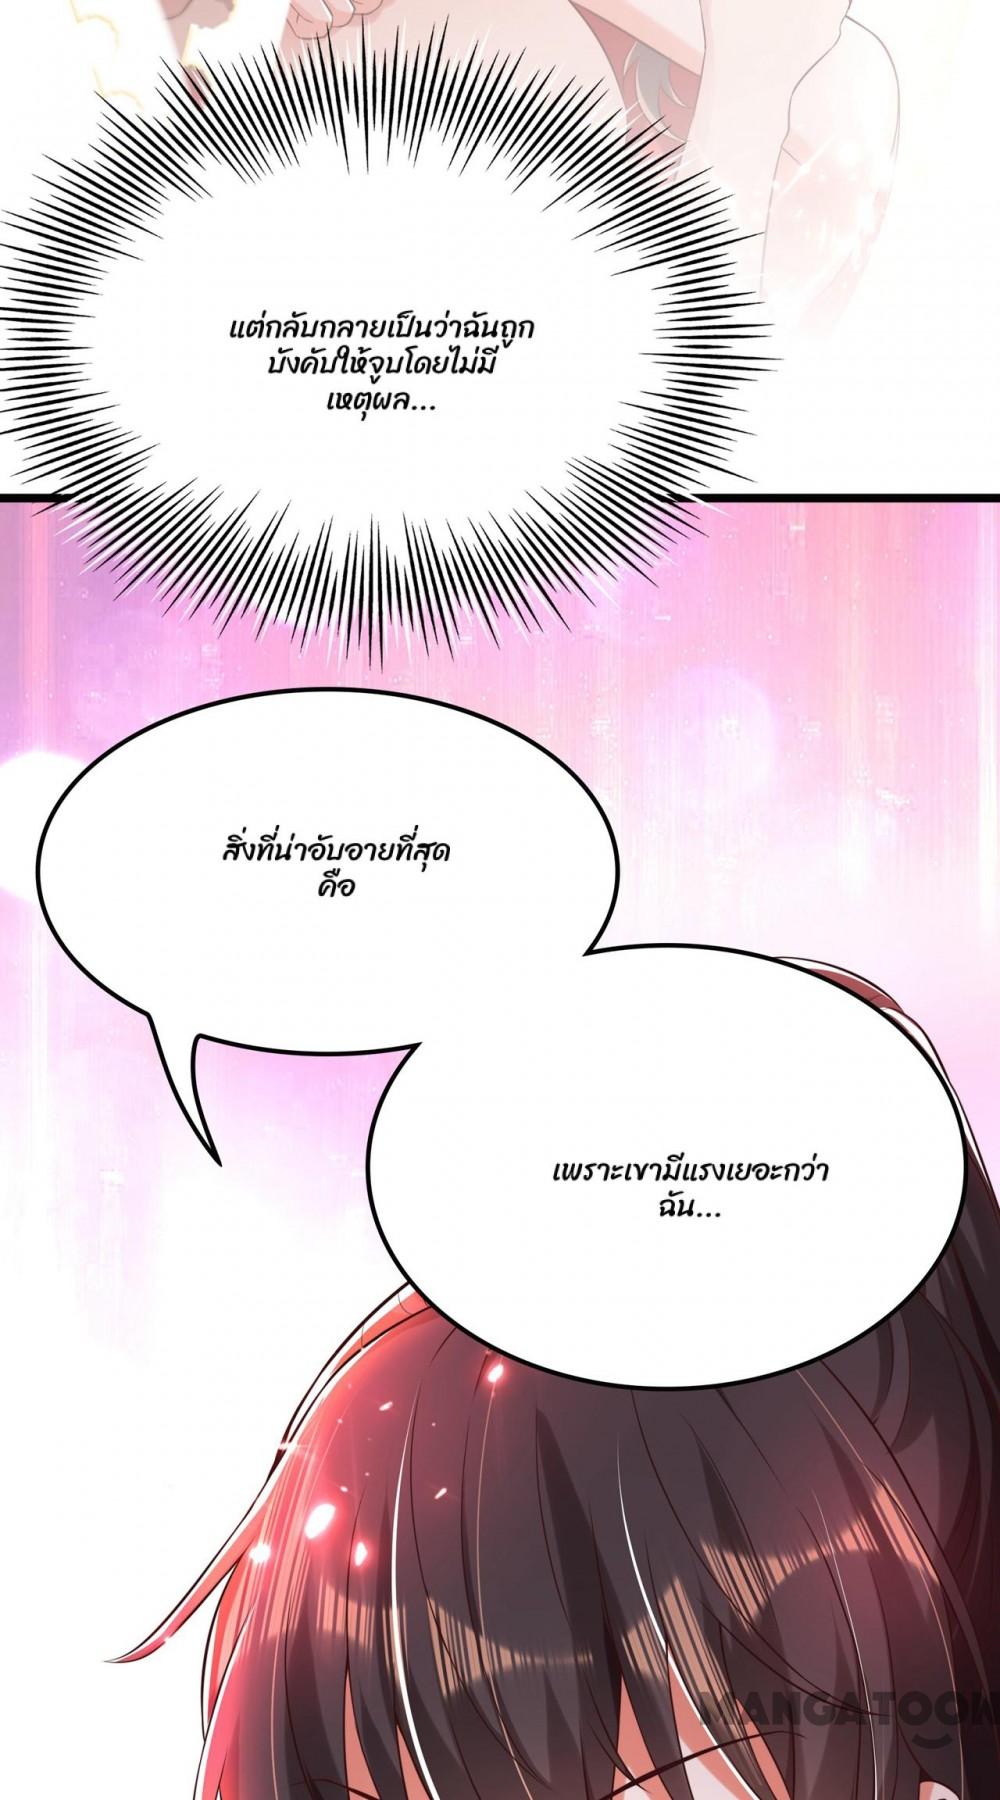 แต่กลับกลายเป็นว่าฉันถูก
บังคับให้จูบโดยไม่มี
เหตุผล...
สิ่งที่น่าอับอายที่สุด
คือ
เพราะเขามีแรงเยอะกว่า
ฉัน...
MANGATOON